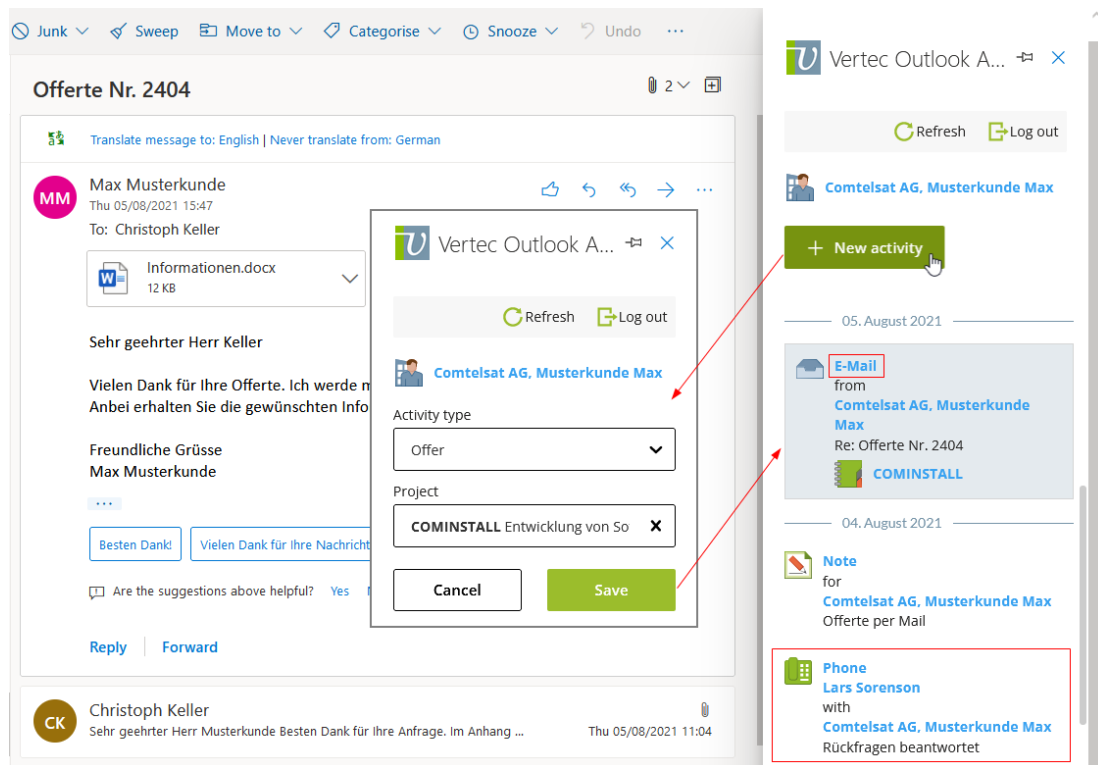 Junk
Sweep
Move to
Categorise
Snooze
Undo
Offerte Nr. 2404
2
Translate message to: English | Never translate from: German
MM
Max Musterkunde
Thu 05/08/2021 15:47
To: Christoph Keller
Informationen.docx
12 KB
Sehr geehrter Herr Keller
Vielen Dank für Ihre Offerte. Ich werde
Anbei erhalten Sie die gewünschten Info
Freundliche Grüsse
Max Musterkunde
...
Besten Dank!
Vielen Dank für Ihre Nachricht
Are the suggestions above helpful? Yes
Reply
Forward
CK
Christoph Keller
Sehr geehrter Herr Musterkunde Besten Dank für Ihre Anfrage. Im Anhang ...
Thu 05/08/2021 11:04
Vertec Outlook A...
Refresh
Log out
Comtelsat AG, Musterkunde Max
Activity type
Offer
Project
COMINSTALL Entwicklung von So
Cancel
Save
Vertec Outlook A...
Refresh
Log out
Comtelsat AG, Musterkunde Max
+ New activity
05. August 2021
E-Mail
from
Comtelsat AG, Musterkunde
Max
Re: Offerte Nr. 2404
COMINSTALL
04. August 2021
Note
for
Comtelsat AG, Musterkunde Max
Offerte per Mail
Phone
Lars Sorenson
with
Comtelsat AG, Musterkunde Max
Rückfragen beantwortet